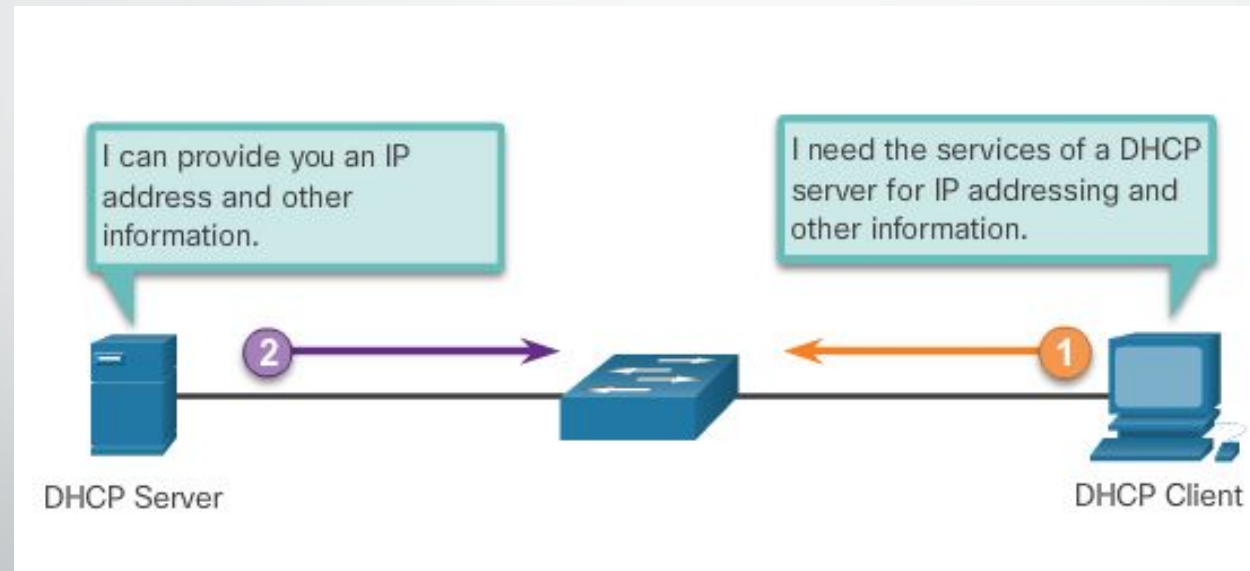 I can provide you an IP
address and other
information.
I need the services of a DHCP
server for IP addressing and
other information.
2
1
DHCP Server
DHCP Client